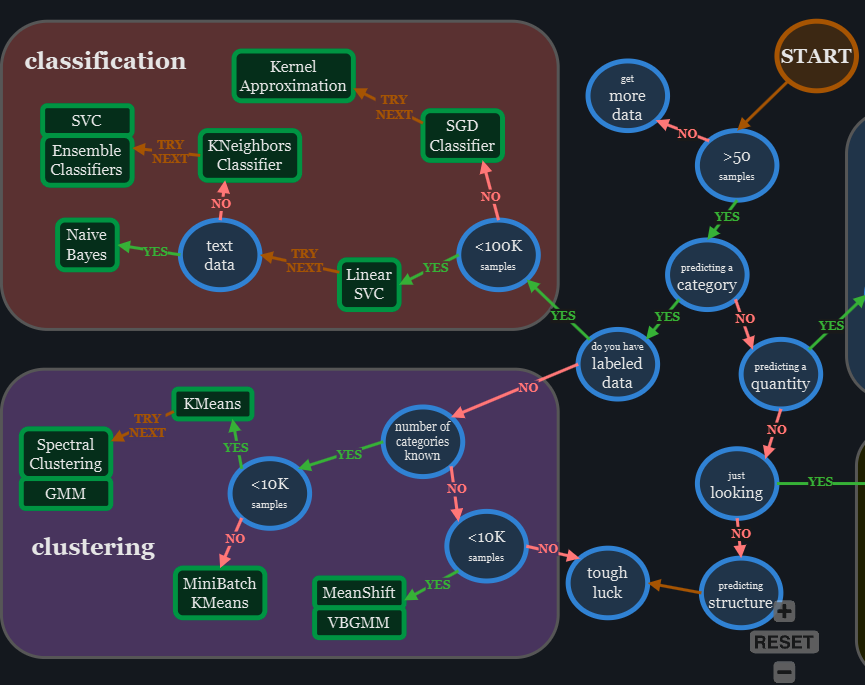 START
classification
Kernel
Approximation
get
more
data
TRY
NEXT
SVC
SGD
Classifier
NO
KNeighbors
Classifier
TRY
NEXT
Ensemble
Classifiers
>50
samples
NO
NO
YES
Naive
Bayes
YES
text
data
TRY
NEXT
YES
<100K
samples
Linear
SVC
predicting a
category
YES
YES
NO
YES
do you have
labeled
data
predicting a
quantity
NO
KMeans
TRY
NEXT
number of
categories
known
NO
Spectral
Clustering
GMM
YES
YES
<10K
samples
NO
just
looking
YES
NO
<10K
samples
NO
NO
clustering
MiniBatch
KMeans
MeanShift
VBGMM
YES
tough
luck
predicting
structure
RESET